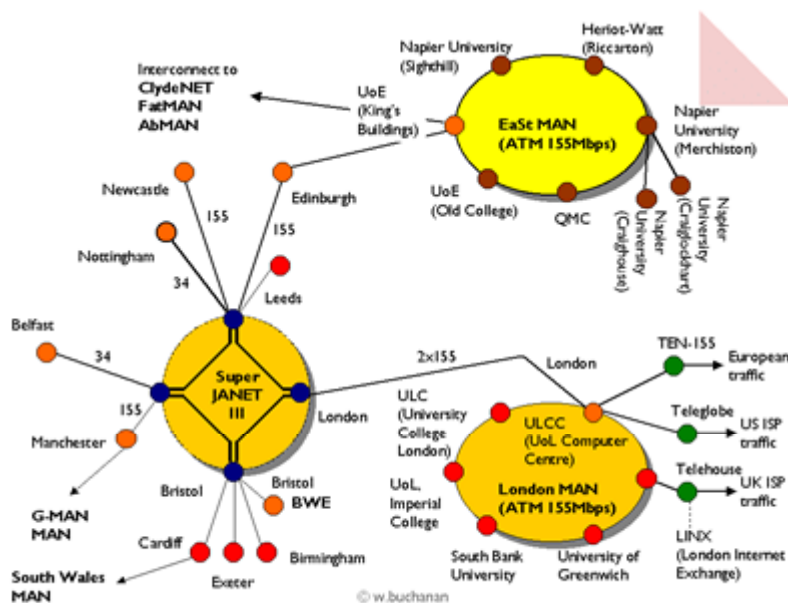 Interconnect to
ClydeNET
FatMAN
AbMAN
UoE
(King's
Buildings)
Napier University
(Sighthill)
Heriot-Watt
(Riccarton)
EaSt MAN
(ATM 155Mbps)
Napier
University
(Merchiston)
UoE
(Old College)
QMC
Napier
University
(Craighouse)
Napier
University
(Craiglockhart)
Newcastle
Edinburgh
155
155
Nottingham
34
Leeds
Belfast
34
155
Manchester
G-MAN
MAN
Super
JANET
III
London
2x155
London
Bristol
Bristol
BWE
Cardiff
Exeter
Birmingham
South Wales
MAN
ULC
(University
College
London)
UoL,
Imperial
College
ULCC
(UoL Computer
Centre)
London MAN
(ATM 155Mbps)
South Bank
University
University of
Greenwich
TEN-155
European
traffic
Teleglobe
US ISP
traffic
Telehouse
UK ISP
traffic
LINX
(London Internet
Exchange)
© w.buchanan